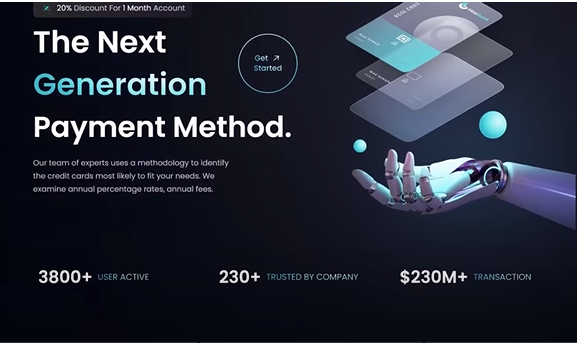 20% Discount For 1 Month Account
The Next
Generation
Payment Method.
Get
Started
Our team of experts uses a methodology to identify
the credit cards most likely to fit your needs. We
examine annual percentage rates, annual fees.
3800+ USER ACTIVE
230+ TRUSTED BY COMPANY
$230M+ TRANSACTION